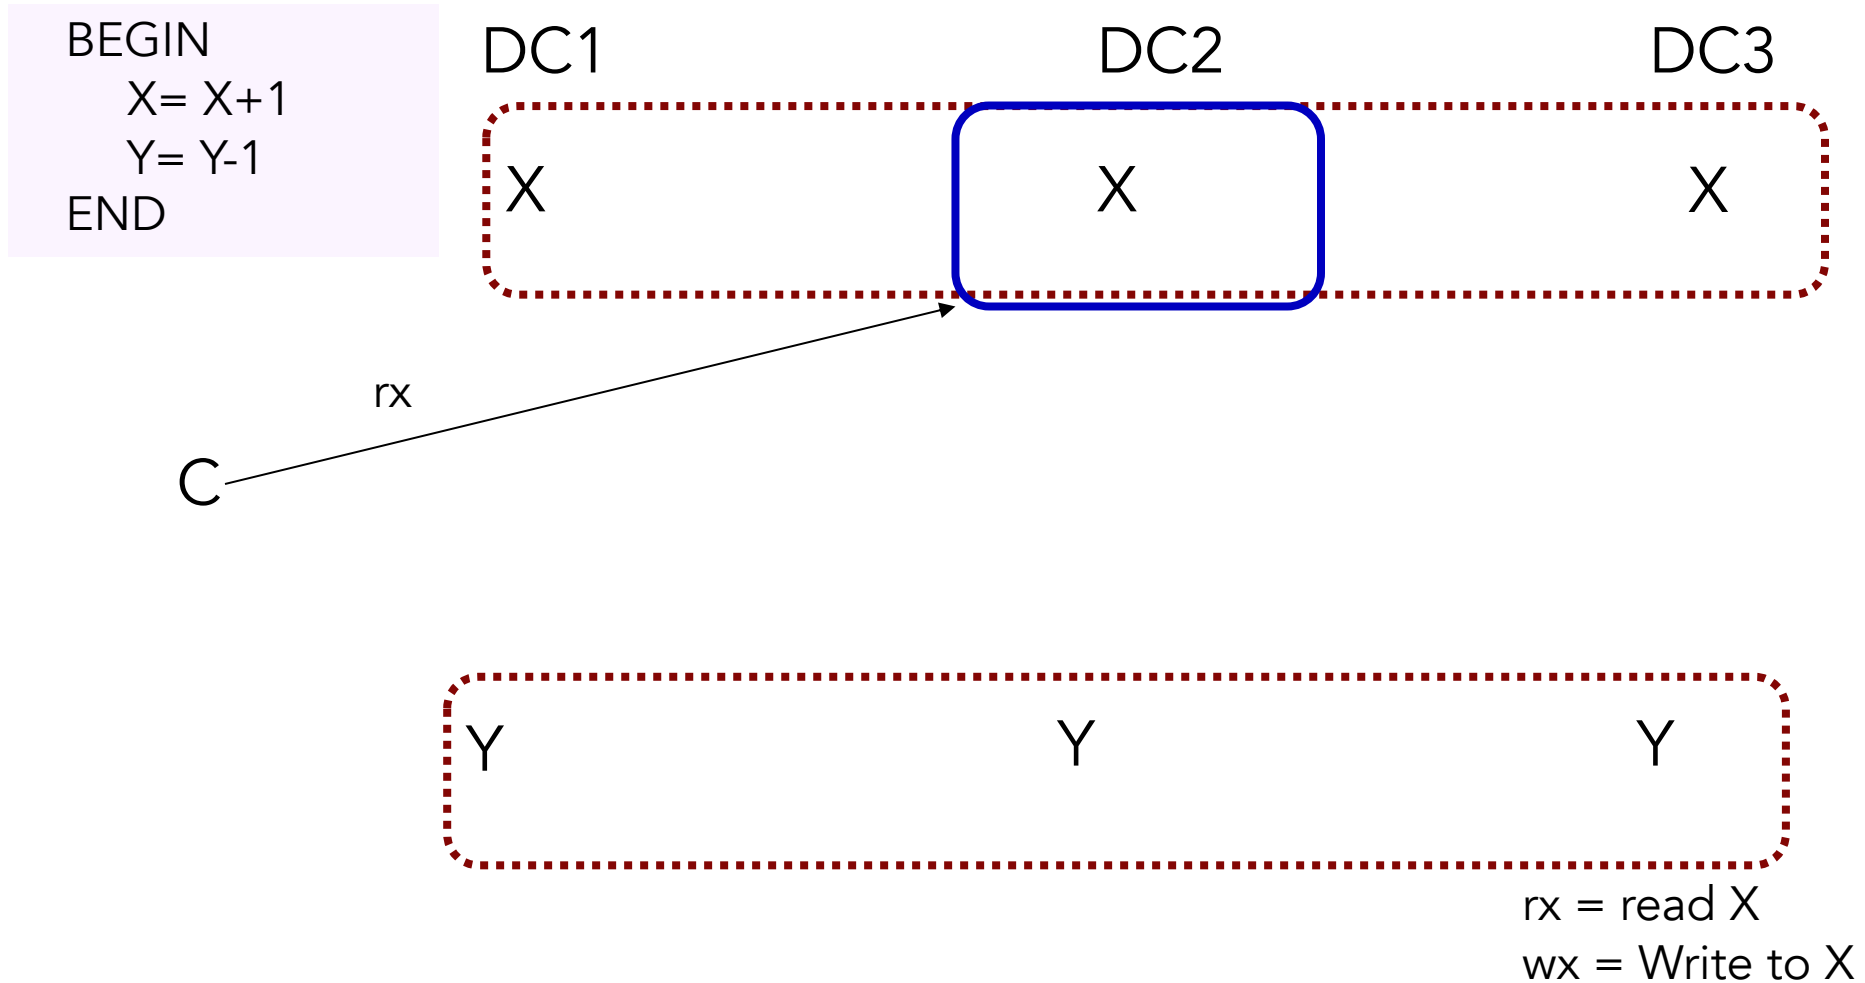 BEGIN
X= X+1
Y= Y-1
END
DC1 DC2 DC3
X X X
rx
C
Y Y Y
rx = read X
wx = Write to X